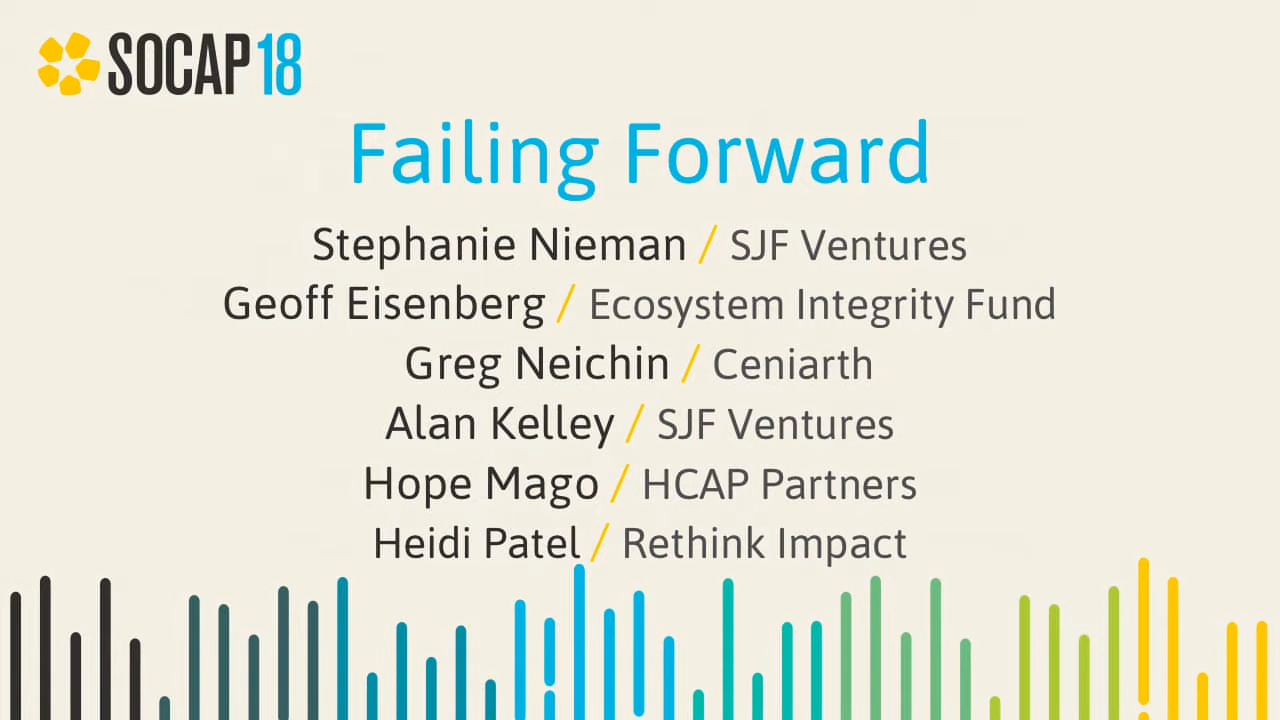 SOCAP18
Failing Forward
Stephanie Nieman / SJF Ventures
Geoff Eisenberg / Ecosystem Integrity Fund
Greg Neichin / Ceniarth
Alan Kelley / SJF Ventures
Hope Mago / HCAP Partners
Heidi Patel / Rethink Impact